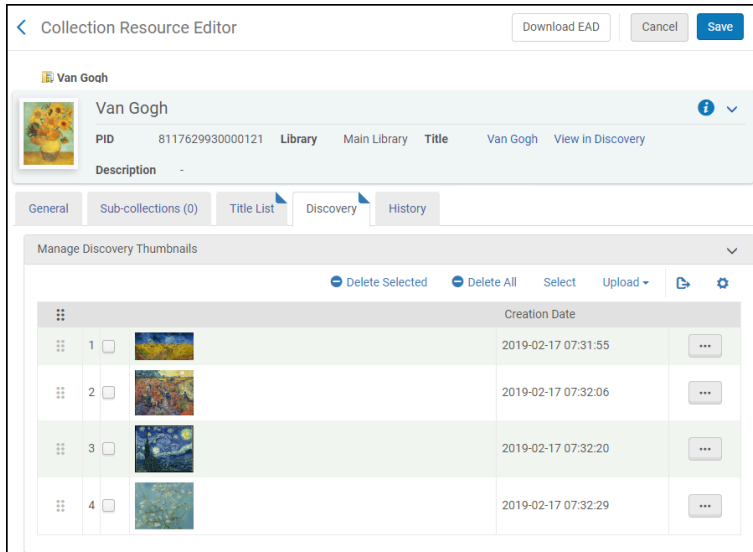 Collection Resource Editor Download EAD Cancel Save
Van Gogh
Van Gogh
PID 8117629930000121 Library Main Library Title Van Gogh View in Discovery
Description -
General Sub-collections (0) Title List Discovery History
Manage Discovery Thumbnails
Delete Selected Delete All Select Upload
Creation Date
1 2019-02-17 07:31:55
2 2019-02-17 07:32:06
3 2019-02-17 07:32:20
4 2019-02-17 07:32:29